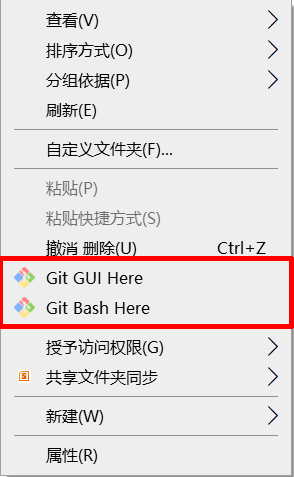 查看(V)
排序方式(O)
分组依据(P)
刷新(E)
自定义文件夹(F)...
粘贴(P)
粘贴快捷方式(S)
撤消 删除(U) Ctrl+Z
Git GUI Here
Git Bash Here
授予访问权限(G)
共享文件夹同步
新建(W)
属性(R)